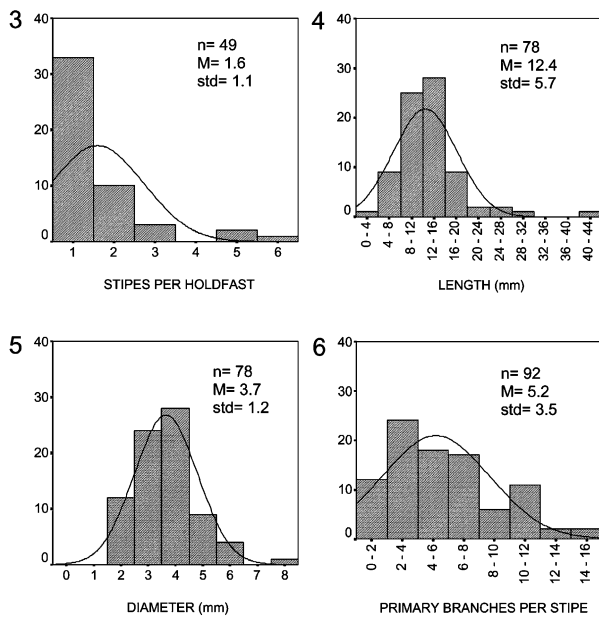 3
40
30
20
10
0
n= 49
M= 1.6
std= 1.1
1 2 3 4 5 6
STIPES PER HOLDFAST
4
40
30
20
10
0
n= 78
M= 12.4
std= 5.7
0 - 4 4 - 8 8 - 12 12 - 16 16 - 20 20 - 24 24 - 28 28 - 32 32 - 36 36 - 40 40 - 44
LENGTH (mm)
5
40
30
20
10
0
n= 78
M= 3.7
std= 1.2
0 1 2 3 4 5 6 7 8
DIAMETER (mm)
6
40
30
20
10
0
n= 92
M= 5.2
std= 3.5
0 - 2 2 - 4 4 - 6 6 - 8 8 - 10 10 - 12 12 - 14 14 - 16
PRIMARY BRANCHES PER STIPE